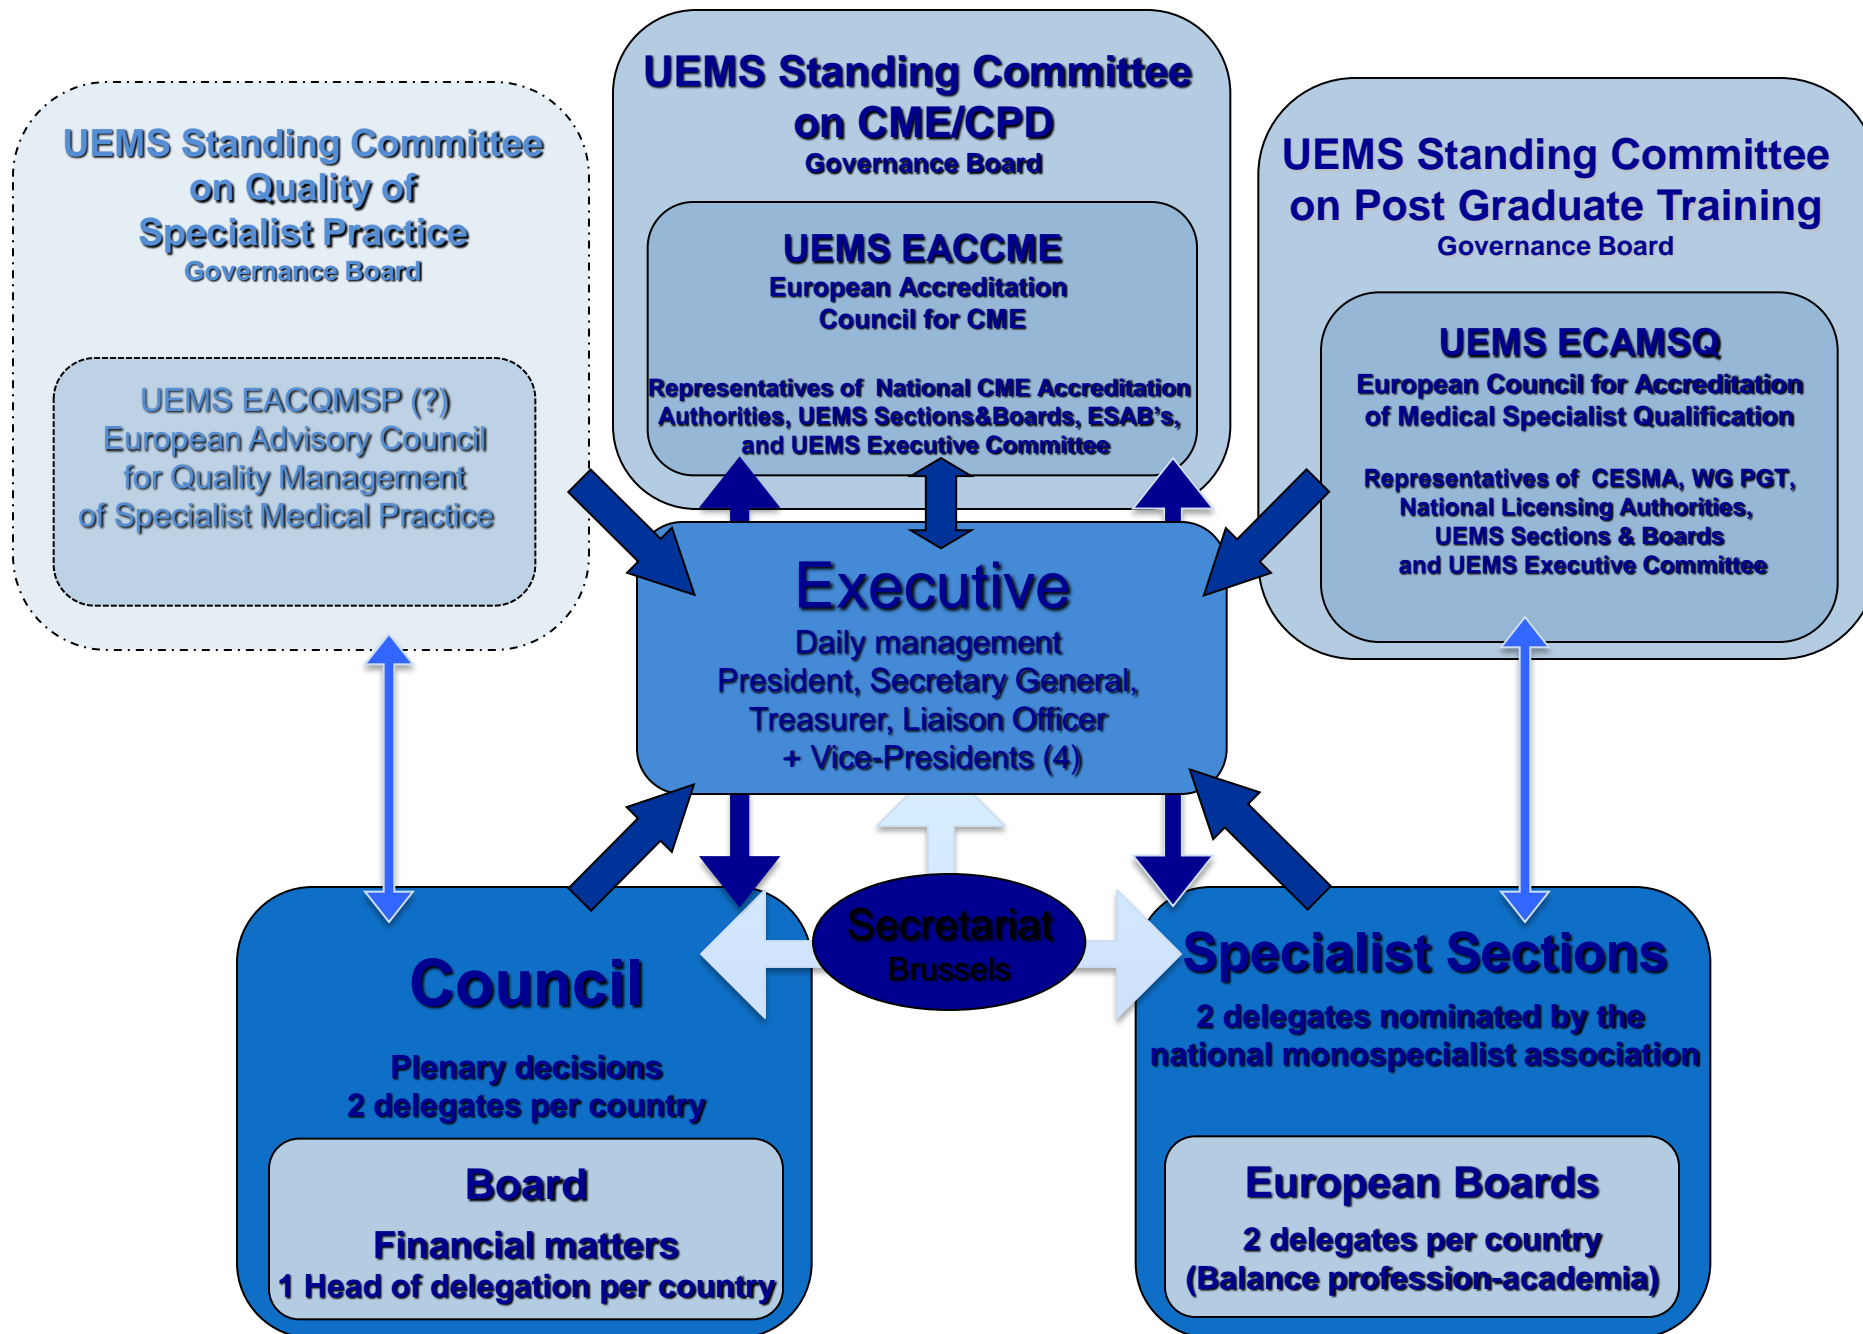 UEMS Standing Committee
on Quality of
Specialist Practice
Governance Board
UEMS EACQMSP (?)
European Advisory Council
for Quality Management
of Specialist Medical Practice
UEMS Standing Committee
on CME/CPD
Governance Board
UEMS EACCME
European Accreditation
Council for CME
Representatives of National CME Accreditation
Authorities, UEMS Sections&Boards, ESAB's,
and UEMS Executive Committee
UEMS Standing Committee
on Post Graduate Training
Governance Board
UEMS ECAMSQ
European Council for Accreditation
of Medical Specialist Qualification
Representatives of CESMA, WG PGT,
National Licensing Authorities,
UEMS Sections & Boards
and UEMS Executive Committee
Executive
Daily management
President, Secretary General,
Treasurer, Liaison Officer
+ Vice-Presidents (4)
Secretariat
Brussels
Council
Plenary decisions
2 delegates per country
Board
Financial matters
1 Head of delegation per country
Specialist Sections
2 delegates nominated by the
national monospecialist association
European Boards
2 delegates per country
(Balance profession-academia)